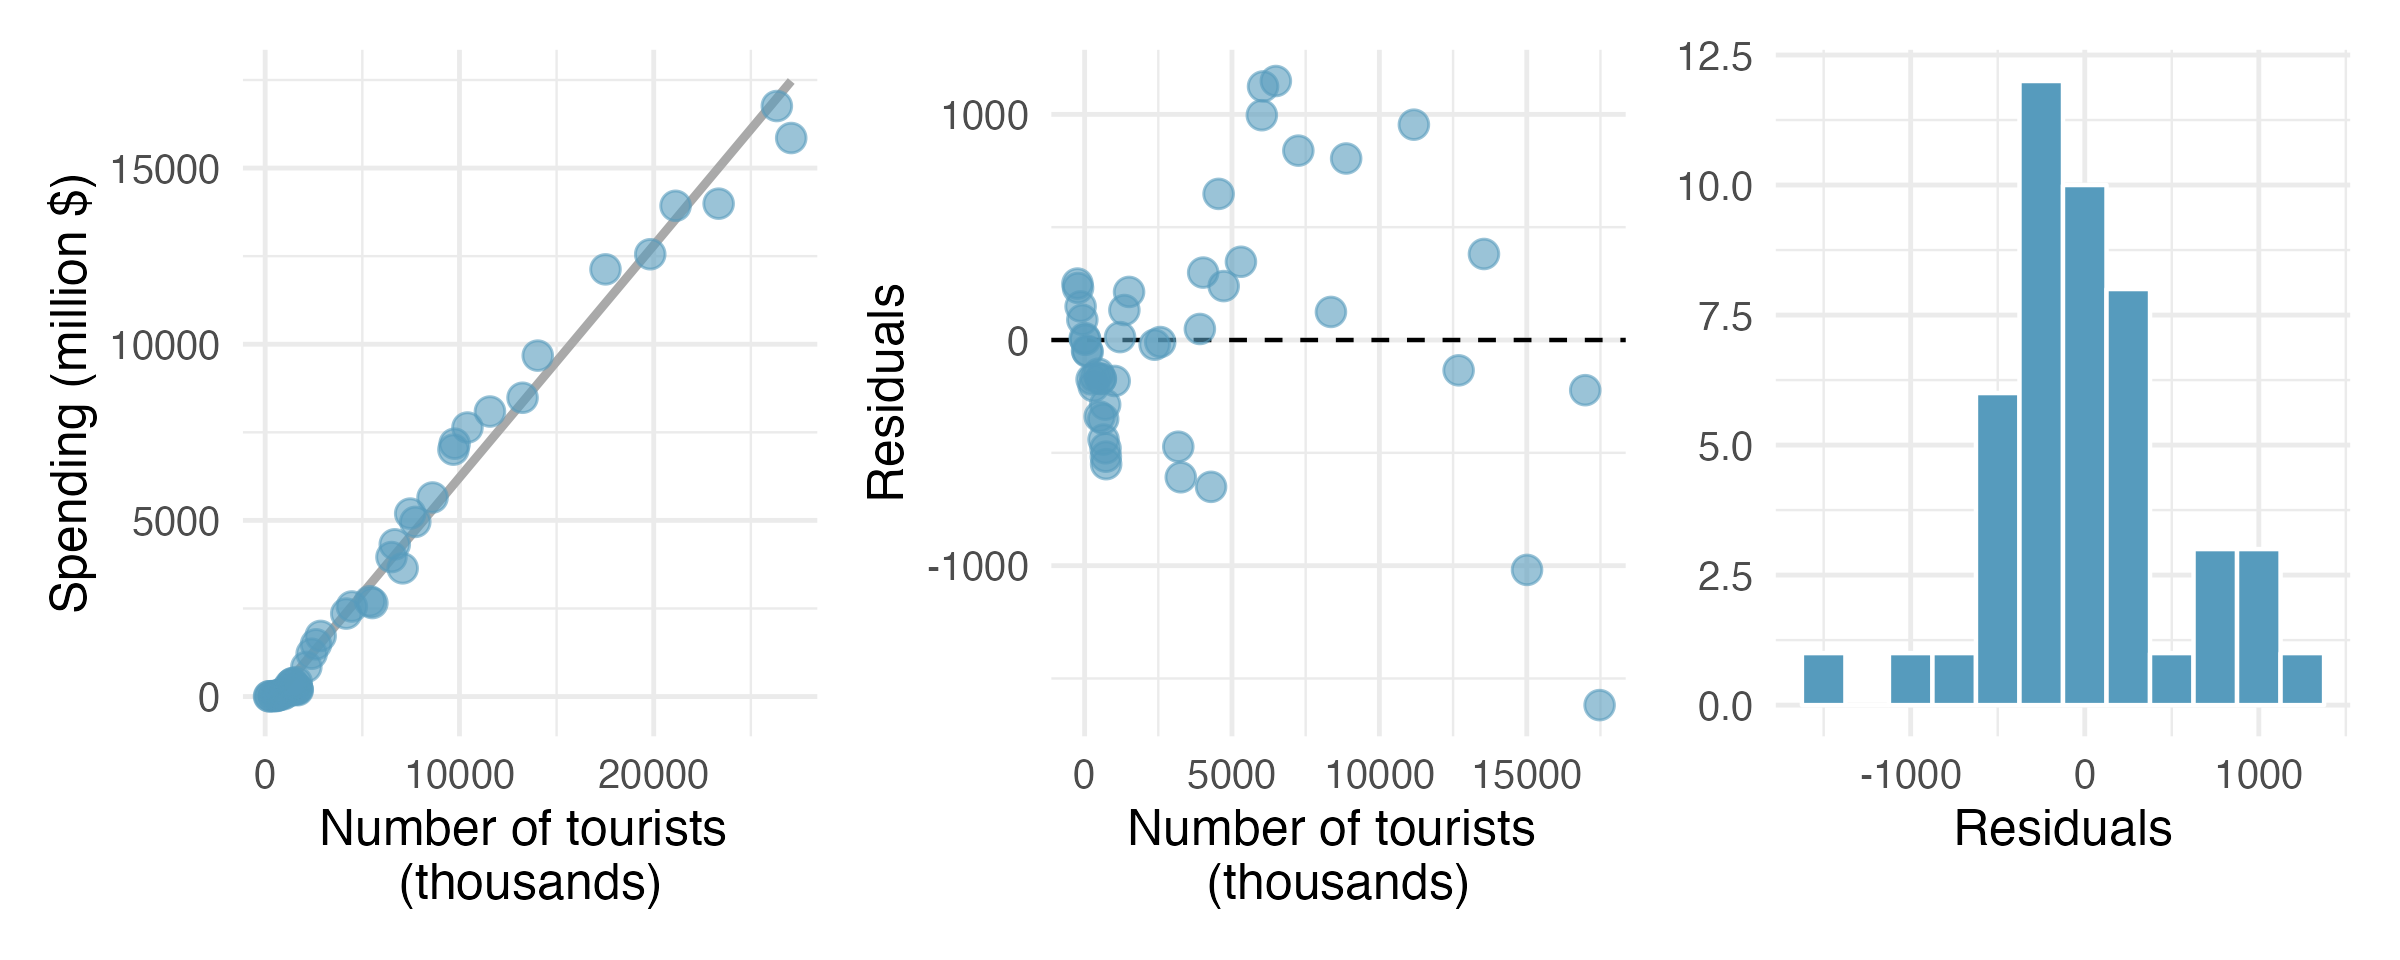 Spending (million $)
15000
10000
5000
0
0 10000 20000
Number of tourists
(thousands)
Residuals
1000
0
-1000
0 5000 10000 15000
Number of tourists
(thousands)
12.5
10.0
7.5
5.0
2.5
0.0
-1000 0 1000
Residuals